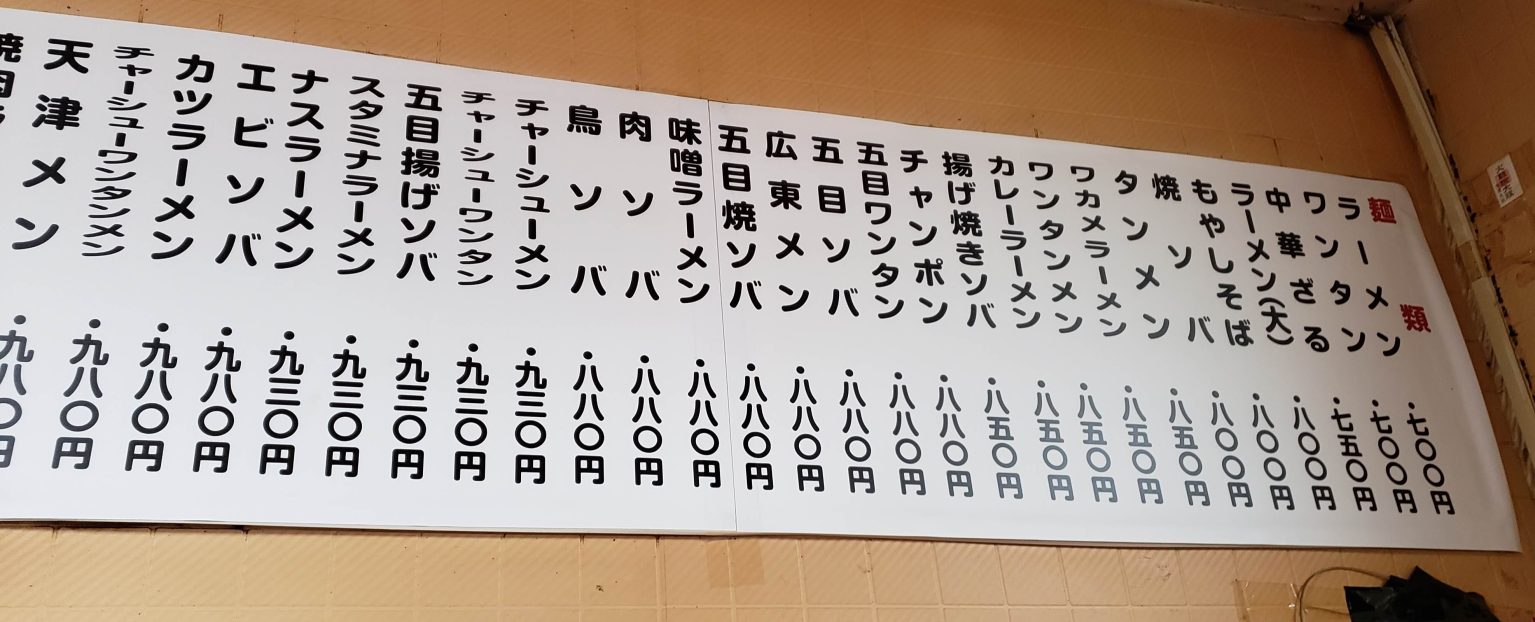 麺類
ラーメン・七〇〇円
ワンタン・七〇〇円
中華ざる・七五〇円
ラーメン(大)・八〇〇円
もやしそば・八〇〇円
焼ソバ・八〇〇円
タンメン・八五〇円
ワカメラーメン・八五〇円
ワンタンメン・八五〇円
カレーラーメン・八五〇円
揚げ焼きソバ・八五〇円
チャンポン・八八〇円
五目ワンタン・八八〇円
五目ソバ・八八〇円
広東メン・八八〇円
五目焼ソバ・八八〇円
味噌ラーメン・八八〇円
肉ソバ・八八〇円
鳥ソバ・八八〇円
チャーシューメン・九三〇円
チャーシューワンタン・九三〇円
五目揚げソバ・九三〇円
スタミナラーメン・九三〇円
ナスラーメン・九三〇円
エビソバ・九八〇円
カツラーメン・九八〇円
チャーシューワンタンメン・九八〇円
天津メン・九八〇円
焼肉